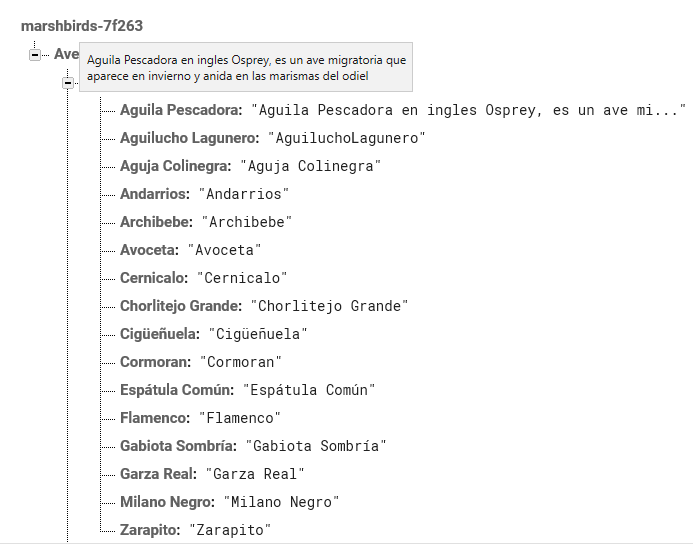 marshbirds-7f263
Ave
Aguila Pescadora en ingles Osprey, es un ave migratoria que
aparece en invierno y anida en las marismas del odiel
Aguila Pescadora: "Aguila Pescadora en ingles Osprey, es un ave mi..."
Aguilucho Lagunero: "AguiluchoLagunero"
Aguja Colinegra: "Aguja Colinegra"
Andarrios: "Andarrios"
Archibebe: "Archibebe"
Avoceta: "Avoceta"
Cernicalo: "Cernicalo"
Chorlitejo Grande: "Chorlitejo Grande"
Cigüeñuela: "Cigüeñuela"
Cormoran: "Cormoran"
Espátula Común: "Espátula Común"
Flamenco: "Flamenco"
Gabiota Sombría: "Gabiota Sombría"
Garza Real: "Garza Real"
Milano Negro: "Milano Negro"
Zarapito: "Zarapito"